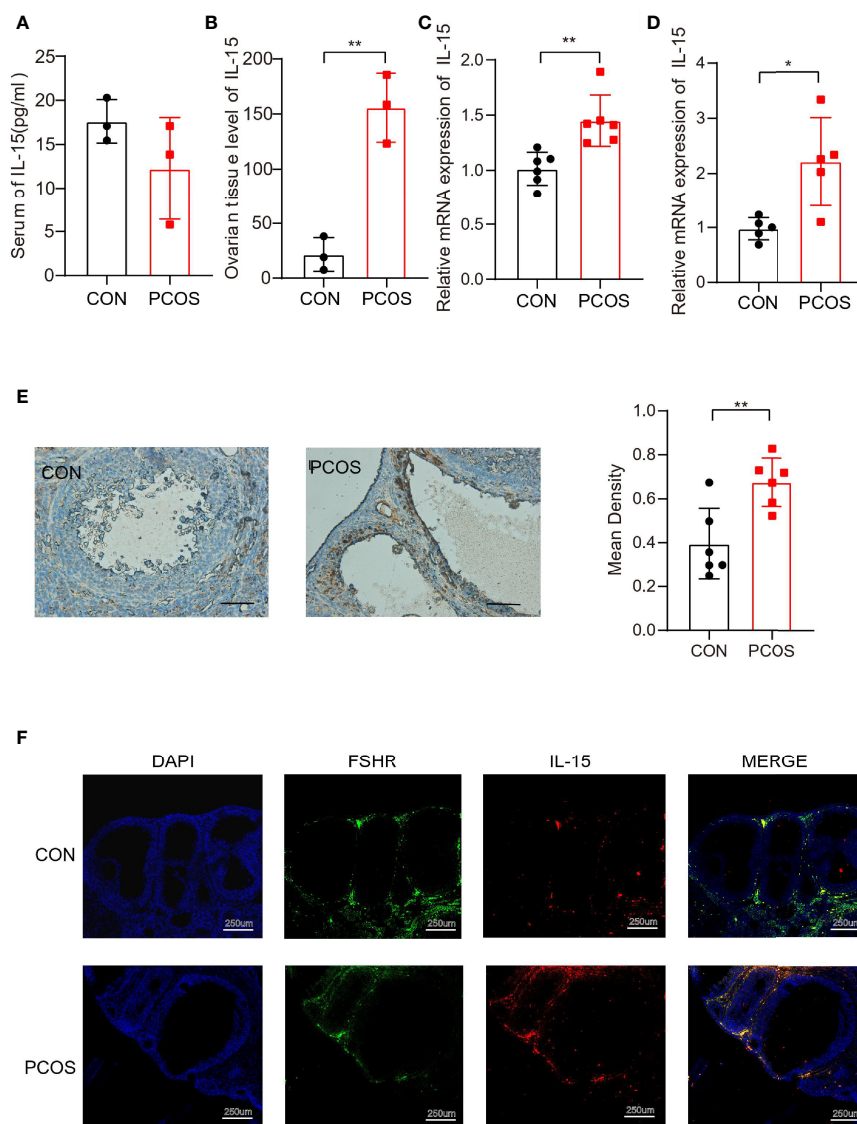 A
B
C
D
Serum of IL-15(pg/ml)
25
20
15
10
5
0
CON
PCOS
**
Ovarian tissue level of IL-15
200
150
100
50
0
CON
PCOS
**
Relative mRNA expression of IL-15
2.0
1.5
1.0
0.5
0.0
CON
PCOS
*
Relative mRNA expression of IL-15
4
3
2
1
0
CON
PCOS
E
CON
PCOS
**
Mean Density
1.0
0.8
0.6
0.4
0.2
0.0
CON
PCOS
F
DAPI
FSHR
IL-15
MERGE
CON
250um
250um
250um
250um
PCOS
250um
250um
250um
250um